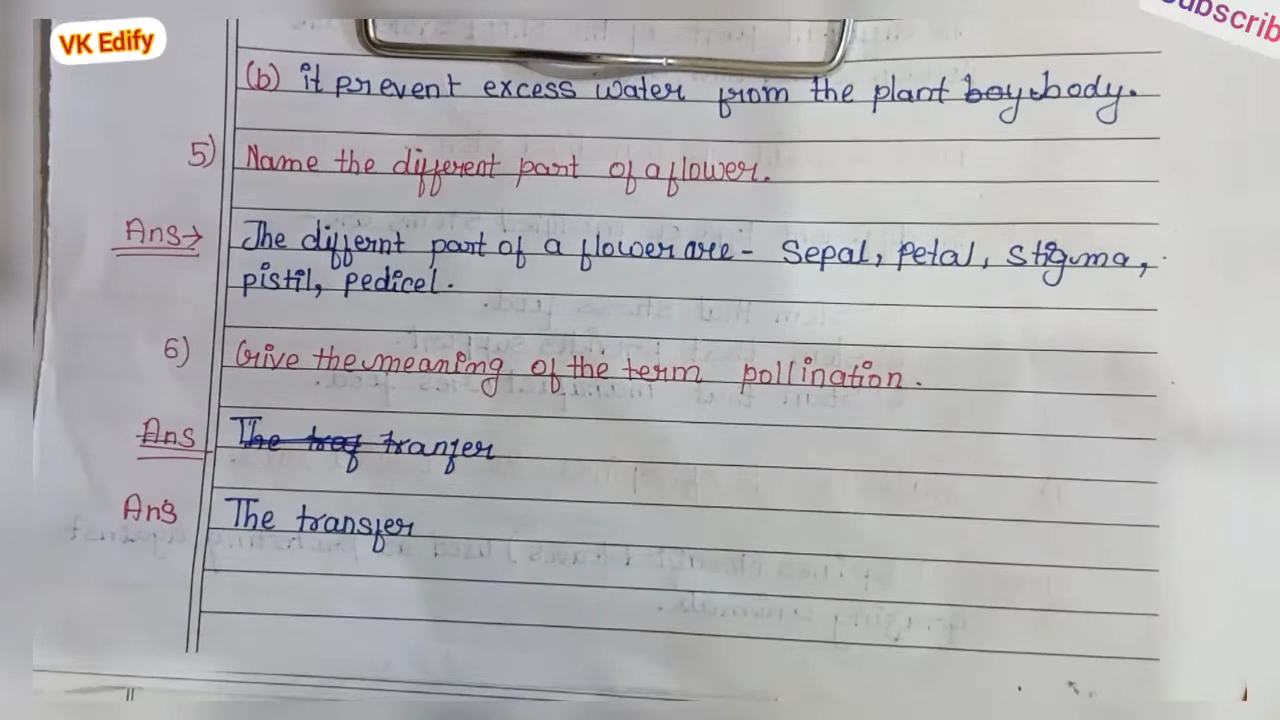 VK Edify
ubscrib
(b) it prevent excess water from the plant boy body.
5) Name the different part of a flower.
Ans→ The differnt part of a flower are - Sepal, petal, stigma,
pistil, pedicel.
6) Give the meaning of the term pollination.
Ans The traf tranfer
Ans The transfer